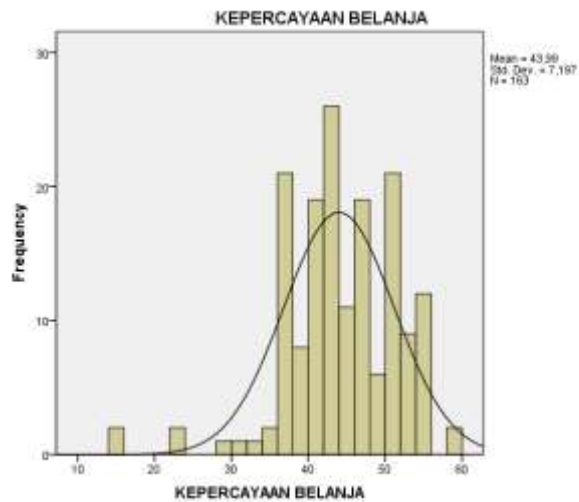 KEPERCAYAAN BELANJA
Mean = 43,99
Std. Dev. = 7,197
N = 163
30
20
10
0
Frequency
10 20 30 40 50 60
KEPERCAYAAN BELANJA